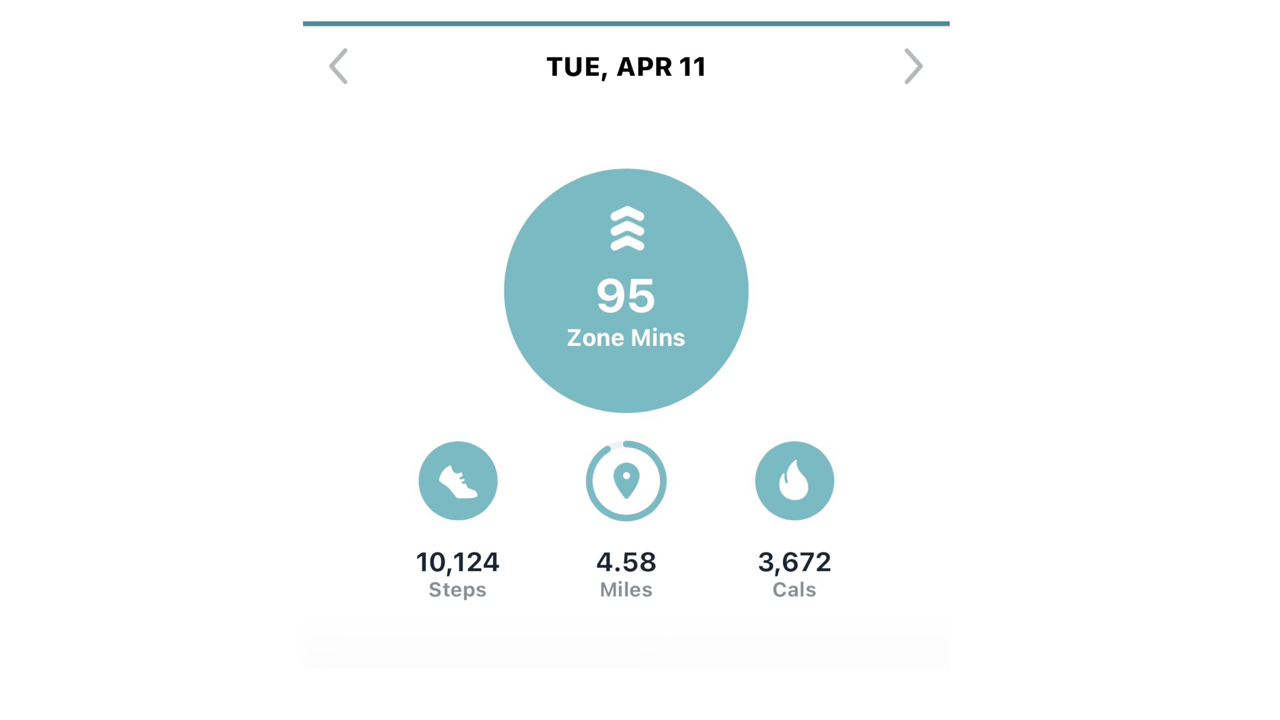 TUE, APR 11
95
Zone Mins
10,124
Steps
4.58
Miles
3,672
Cals